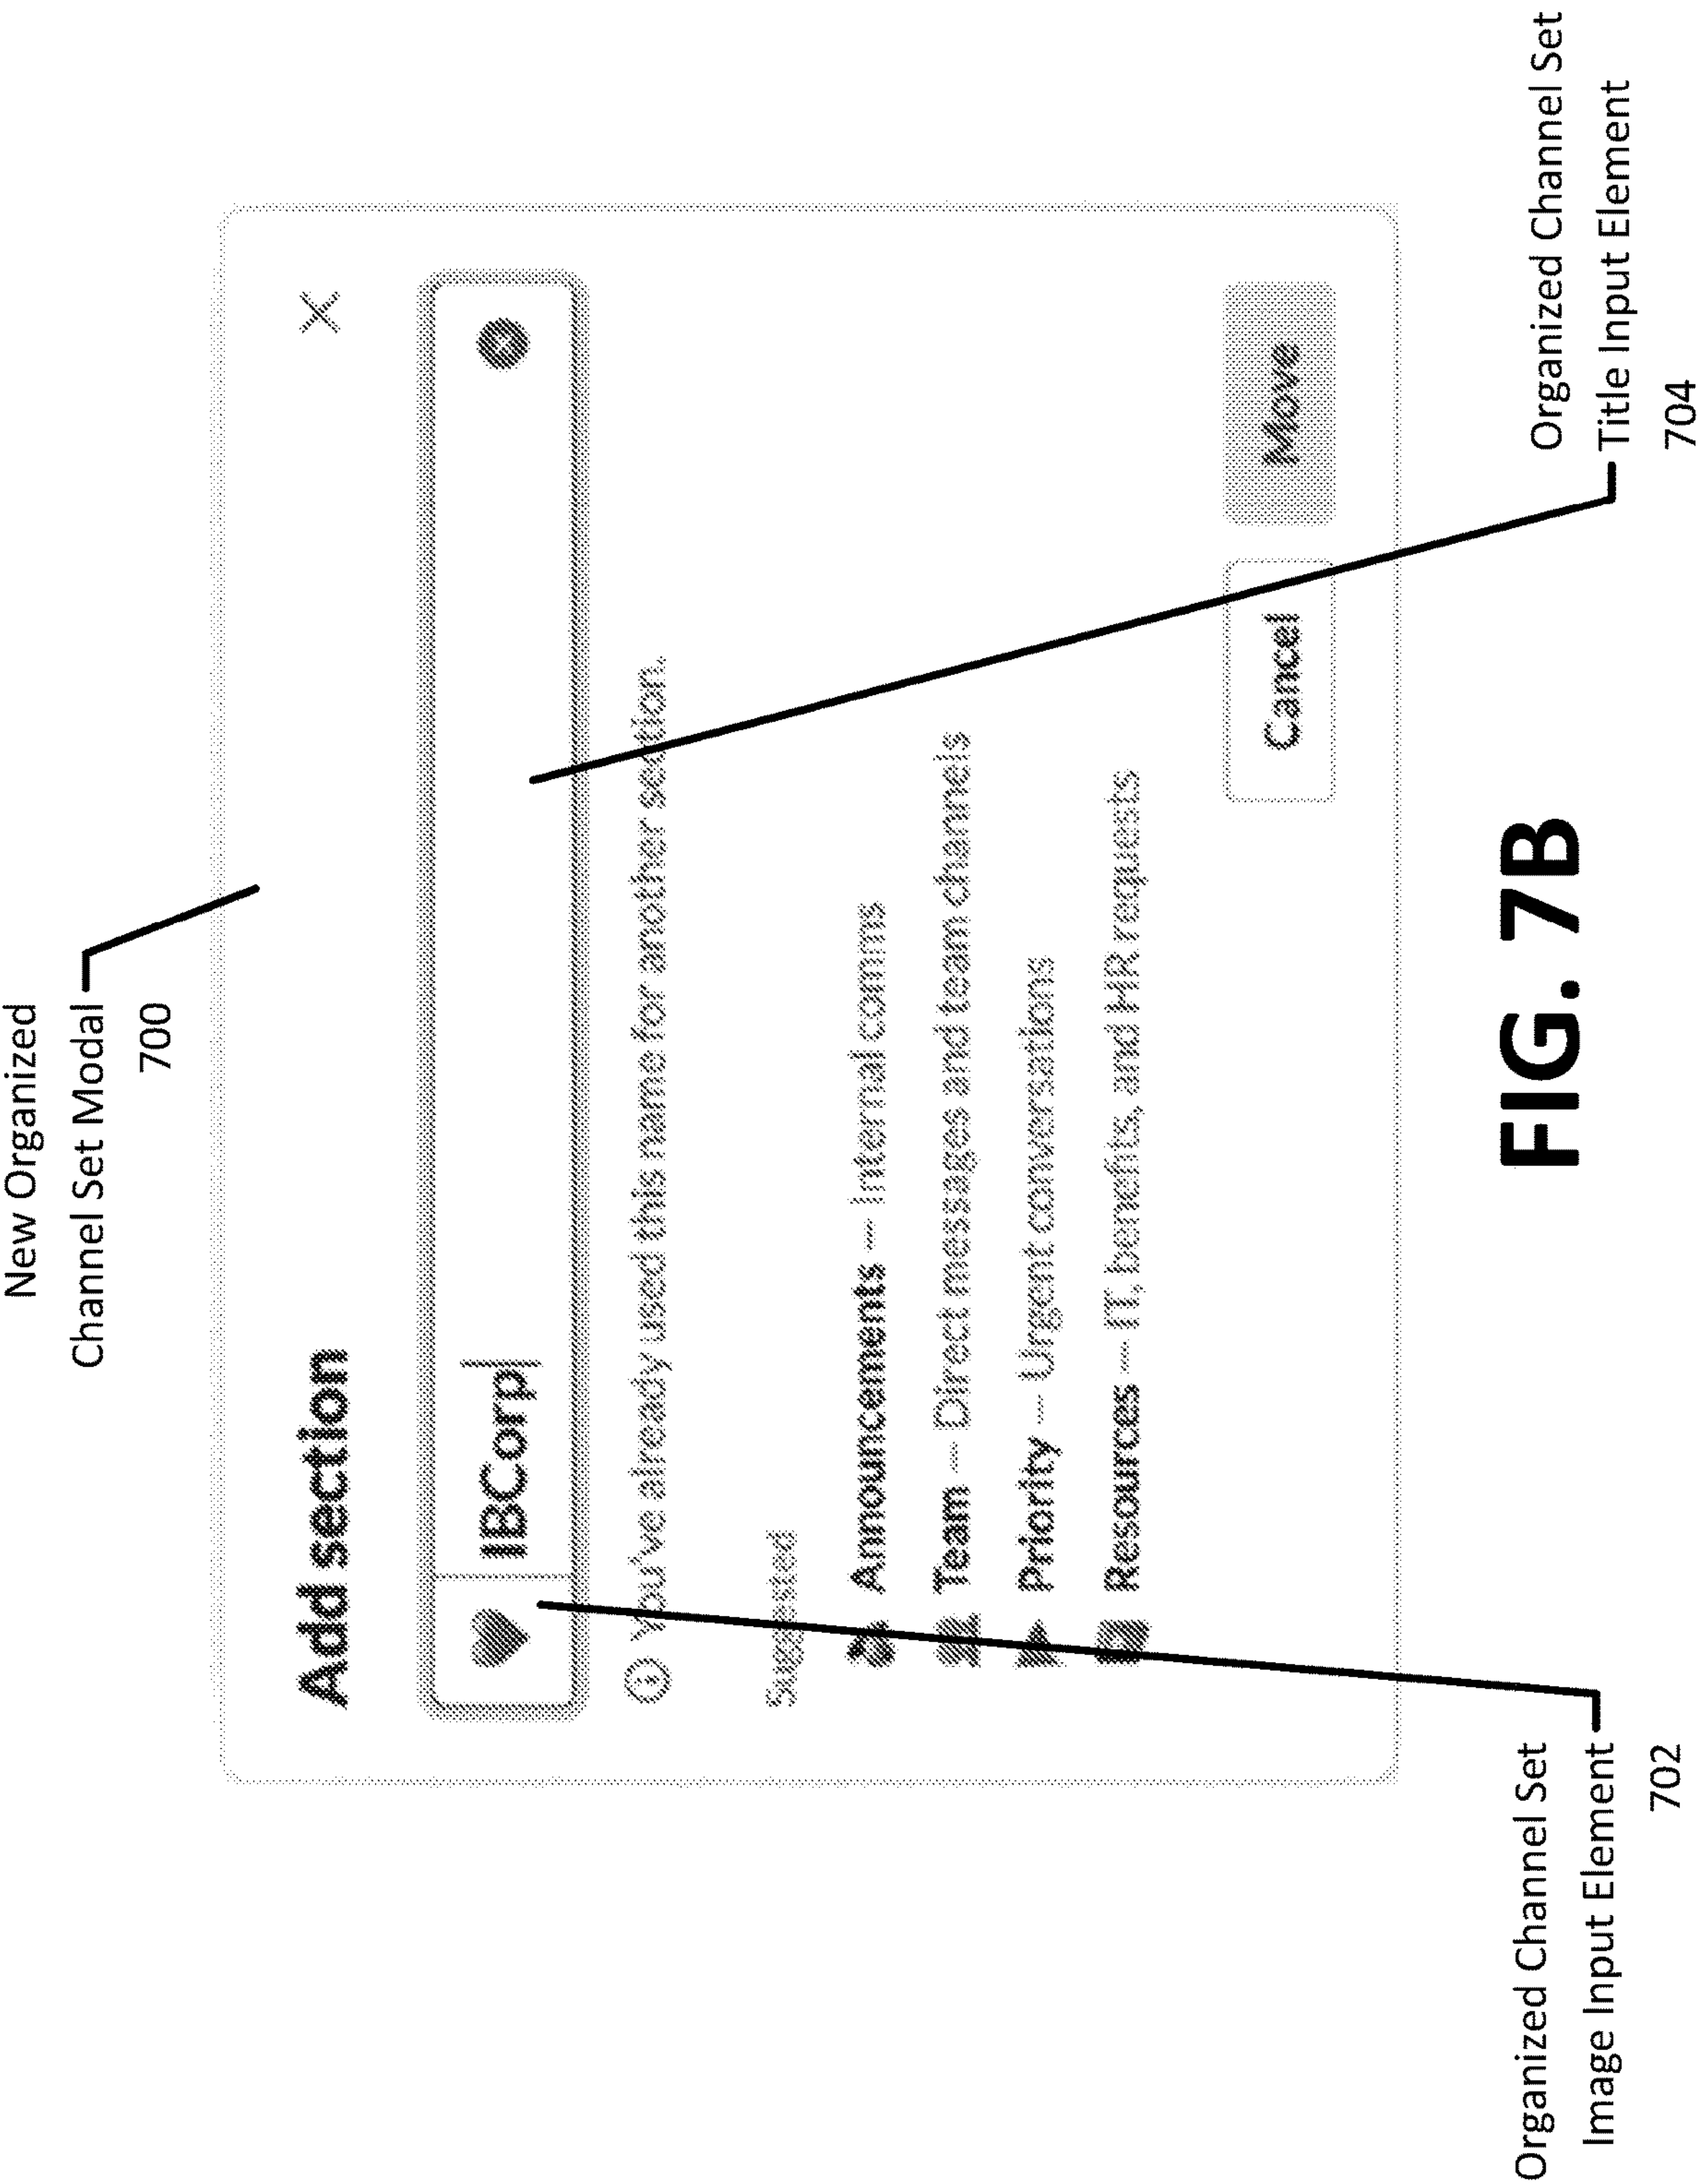 New Organized
Channel Set Modal
700
Add section
IBCorp
You've already used this name for another section.
Suggested
Announcements — Internal comms
Team — Direct messages and team channels
Priority — Urgent conversations
Resources — IT, benefits, and HR requests
Cancel
Move
Organized Channel Set
Image Input Element
702
Organized Channel Set
Title Input Element
704
FIG. 7B